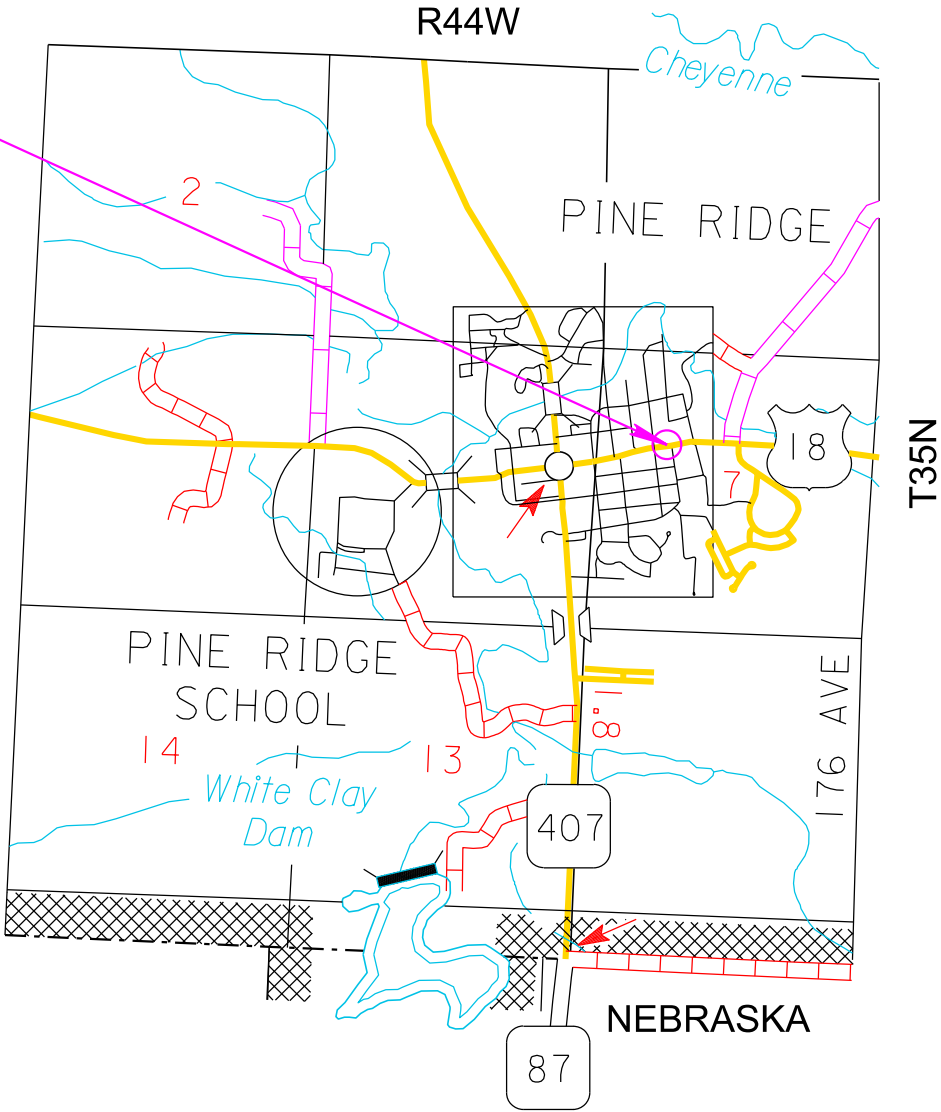 R44W
Cheyenne
2
PINE RIDGE
18
T35N
7
PINE RIDGE
SCHOOL
176 AVE
1.8
14
13
White Clay
Dam
407
NEBRASKA
87